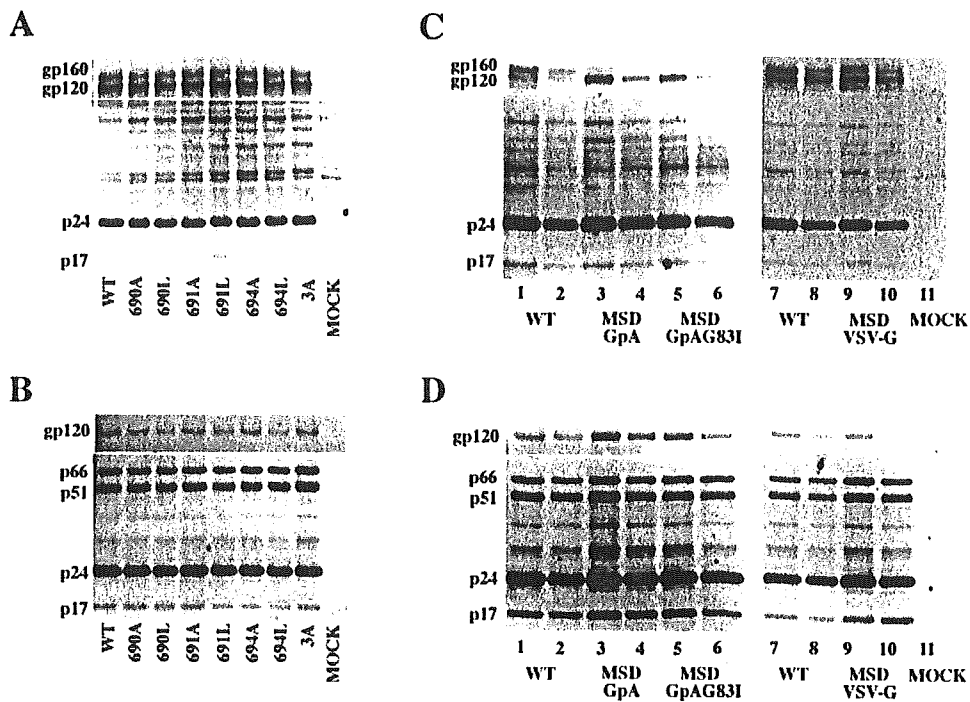 A
gp160
gp120
p24
p17
WT
690A
690L
691A
691L
694A
694L
3A
MOCK
B
gp120
p66
p51
p24
p17
WT
690A
690L
691A
691L
694A
694L
3A
MOCK
C
gp160
gp120
p24
p17
1 2 3 4 5 6 7 8 9 10 11
WT MSD MSD WT MSD MOCK
GpA GpAG83I VSV-G
D
gp120
p66
p51
p24
p17
1 2 3 4 5 6 7 8 9 10 11
WT MSD MSD WT MSD MOCK
GpA GpAG83I VSV-G